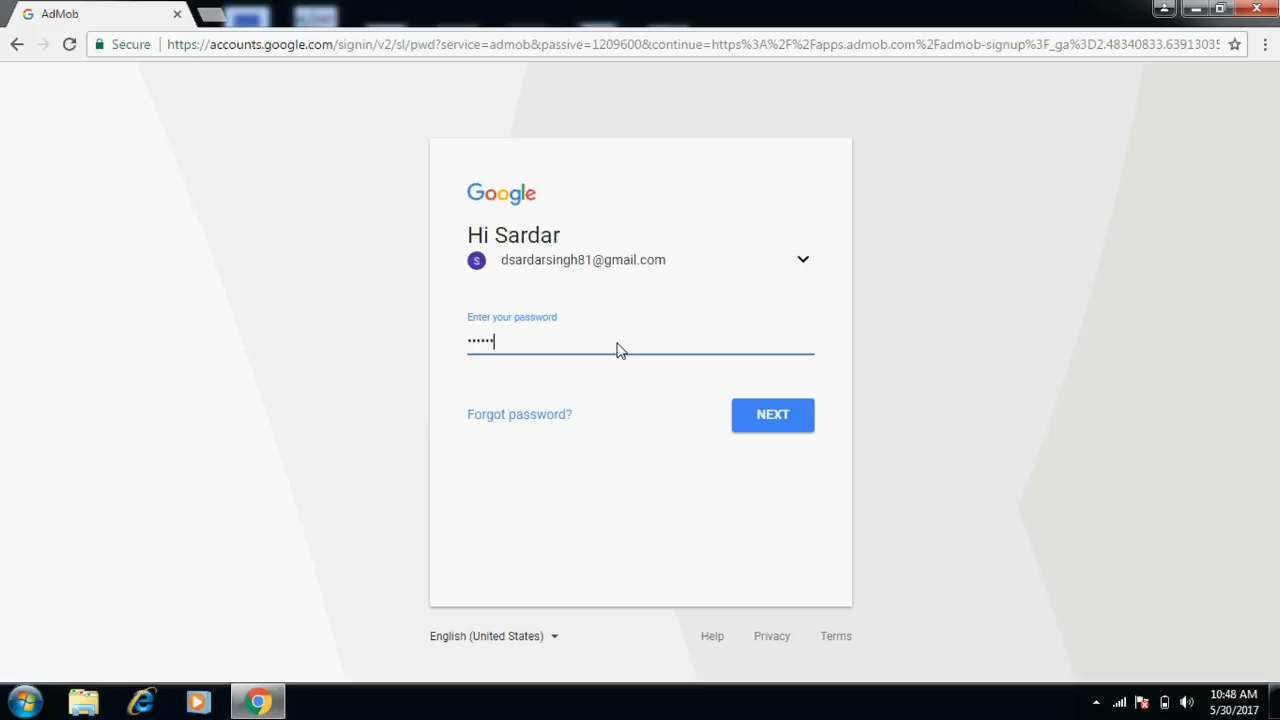 AdMob
Secure
https://accounts.google.com/signin/v2/sl/pwd?service=admob&passive=1209600&continue=https%3A%2F%2Fapps.admob.com%2Fadmob-signup%3F_ga%3D2.48340833.63913035
Google
Hi Sardar
S
dsardarsingh81@gmail.com
Enter your password
••••••
Forgot password?
NEXT
English (United States)
Help
Privacy
Terms
10:48 AM
5/30/2017